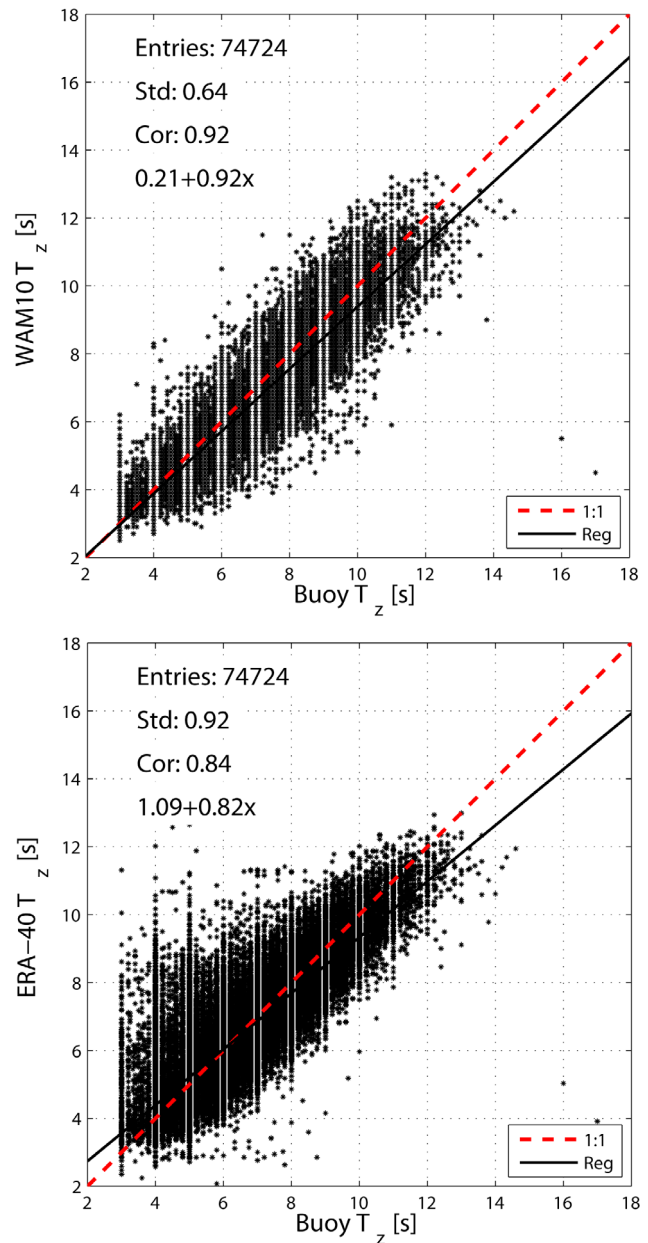 18
16
14
12
10
8
6
4
2
WAM10 T z [s]
Entries: 74724
Std: 0.64
Cor: 0.92
0.21+0.92x
1:1
Reg
2 4 6 8 10 12 14 16 18
Buoy T z [s]
18
16
14
12
10
8
6
4
2
ERA-40 T z [s]
Entries: 74724
Std: 0.92
Cor: 0.84
1.09+0.82x
1:1
Reg
2 4 6 8 10 12 14 16 18
Buoy T z [s]